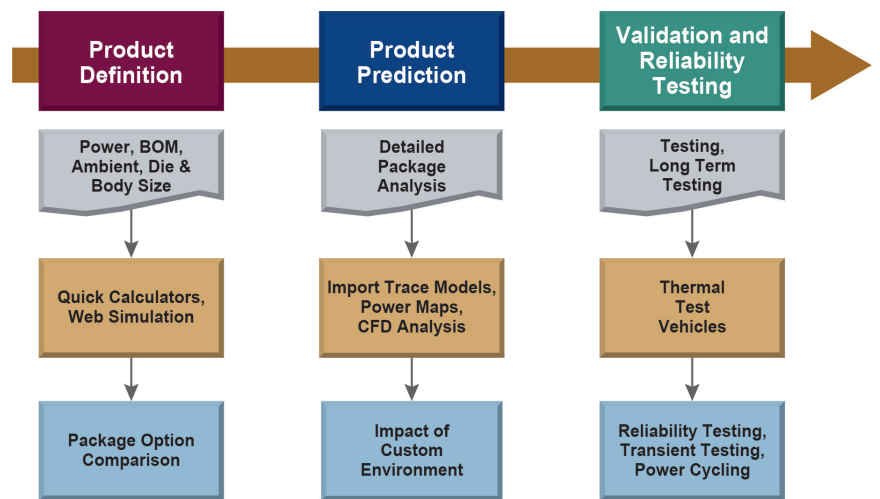 Product
Definition
Product
Prediction
Validation and
Reliability
Testing
Power, BOM,
Ambient, Die &
Body Size
Detailed
Package
Analysis
Testing,
Long Term
Testing
Quick Calculators,
Web Simulation
Import Trace Models,
Power Maps,
CFD Analysis
Thermal
Test
Vehicles
Package Option
Comparison
Impact of
Custom
Environment
Reliability Testing,
Transient Testing,
Power Cycling